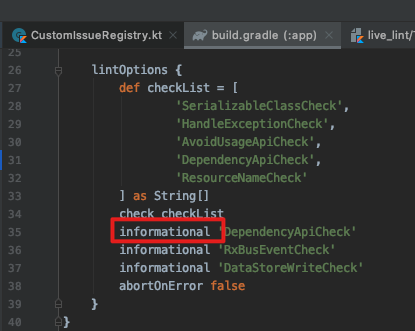 CustomIssueRegistry.kt
build.gradle (:app)
live_lint/
25
26 lintOptions {
27 def checkList = [
28 'SerializableClassCheck',
29 'HandleExceptionCheck',
30 'AvoidUsageApiCheck',
31 'DependencyApiCheck',
32 'ResourceNameCheck'
33 ] as String[]
34 check checkList
35 informational 'DependencyApiCheck'
36 informational 'RxBusEventCheck'
37 informational 'DataStoreWriteCheck'
38 abortOnError false
39 }
40 }